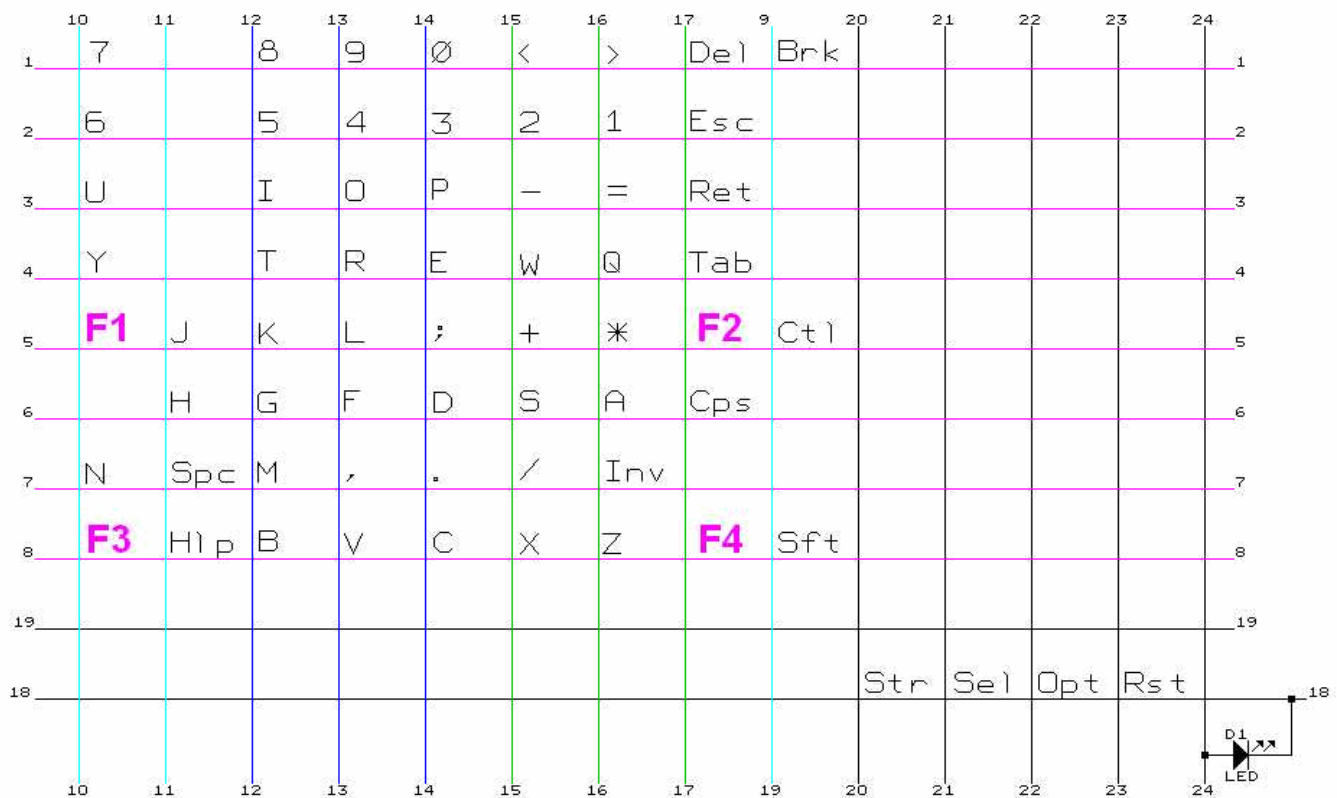 10 11 12 13 14 15 16 17 9 20 21 22 23 24
7 8 9 0 < > Del Brk
1 1
6 5 4 3 2 1 Esc
2 2
U I O P - = Ret
3 3
Y T R E W Q Tab
4 4
F1 J K L ; + * F2 Ctl
5 5
H G F D S A Cps
6 6
N Spc M , . / Inv
7 7
F3 Hlp B V C X Z F4 Sft
8 8
19 19
Str Sel Opt Rst
18 18
D1
LED
10 11 12 13 14 15 16 17 9 20 21 22 23 24